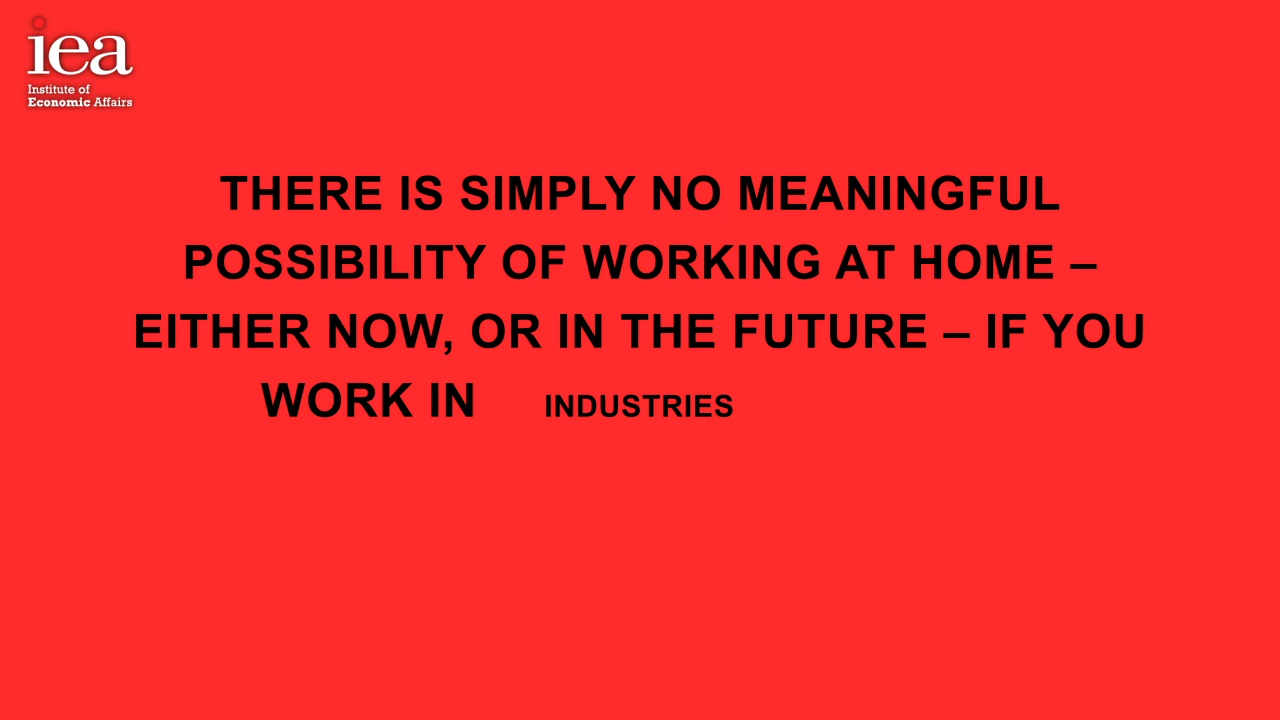 iea
Institute of
Economic Affairs
THERE IS SIMPLY NO MEANINGFUL
POSSIBILITY OF WORKING AT HOME –
EITHER NOW, OR IN THE FUTURE – IF YOU
WORK IN INDUSTRIES